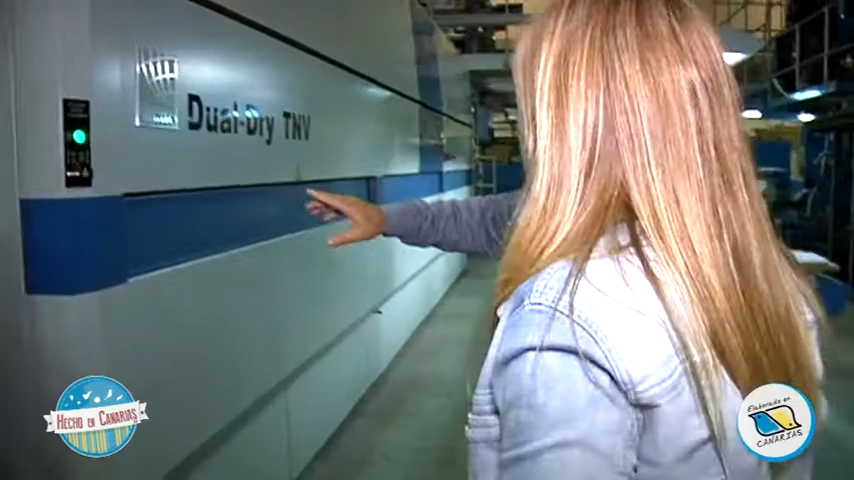 Dual-Dry TNV
HECHO EN CANARIAS
Elaborado en
CANARIAS